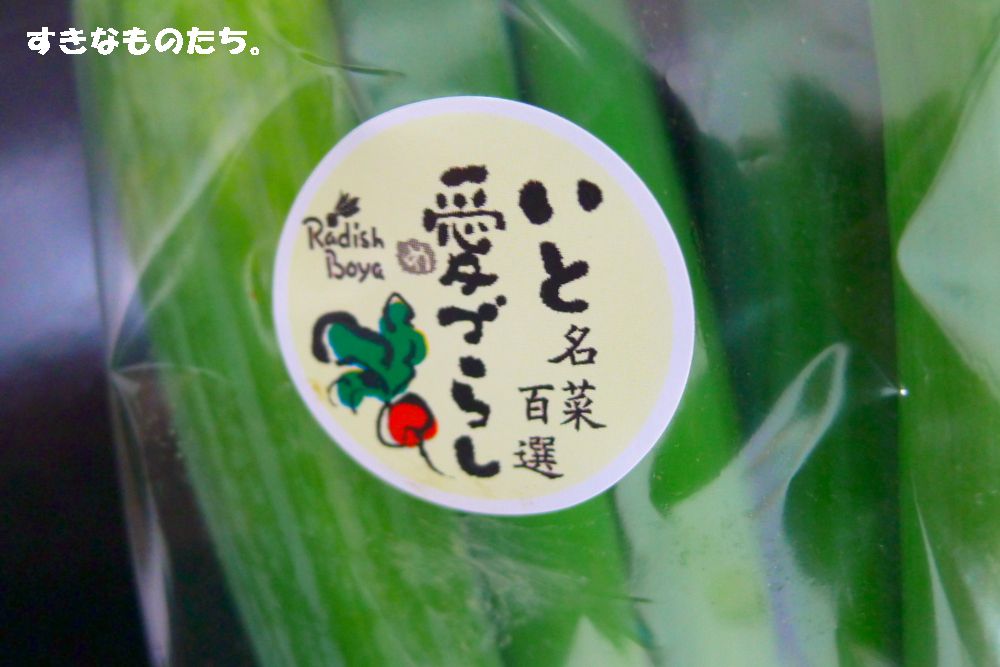 すきなものたち。
いと
愛づらし
名菜
百選
Radish
Boya